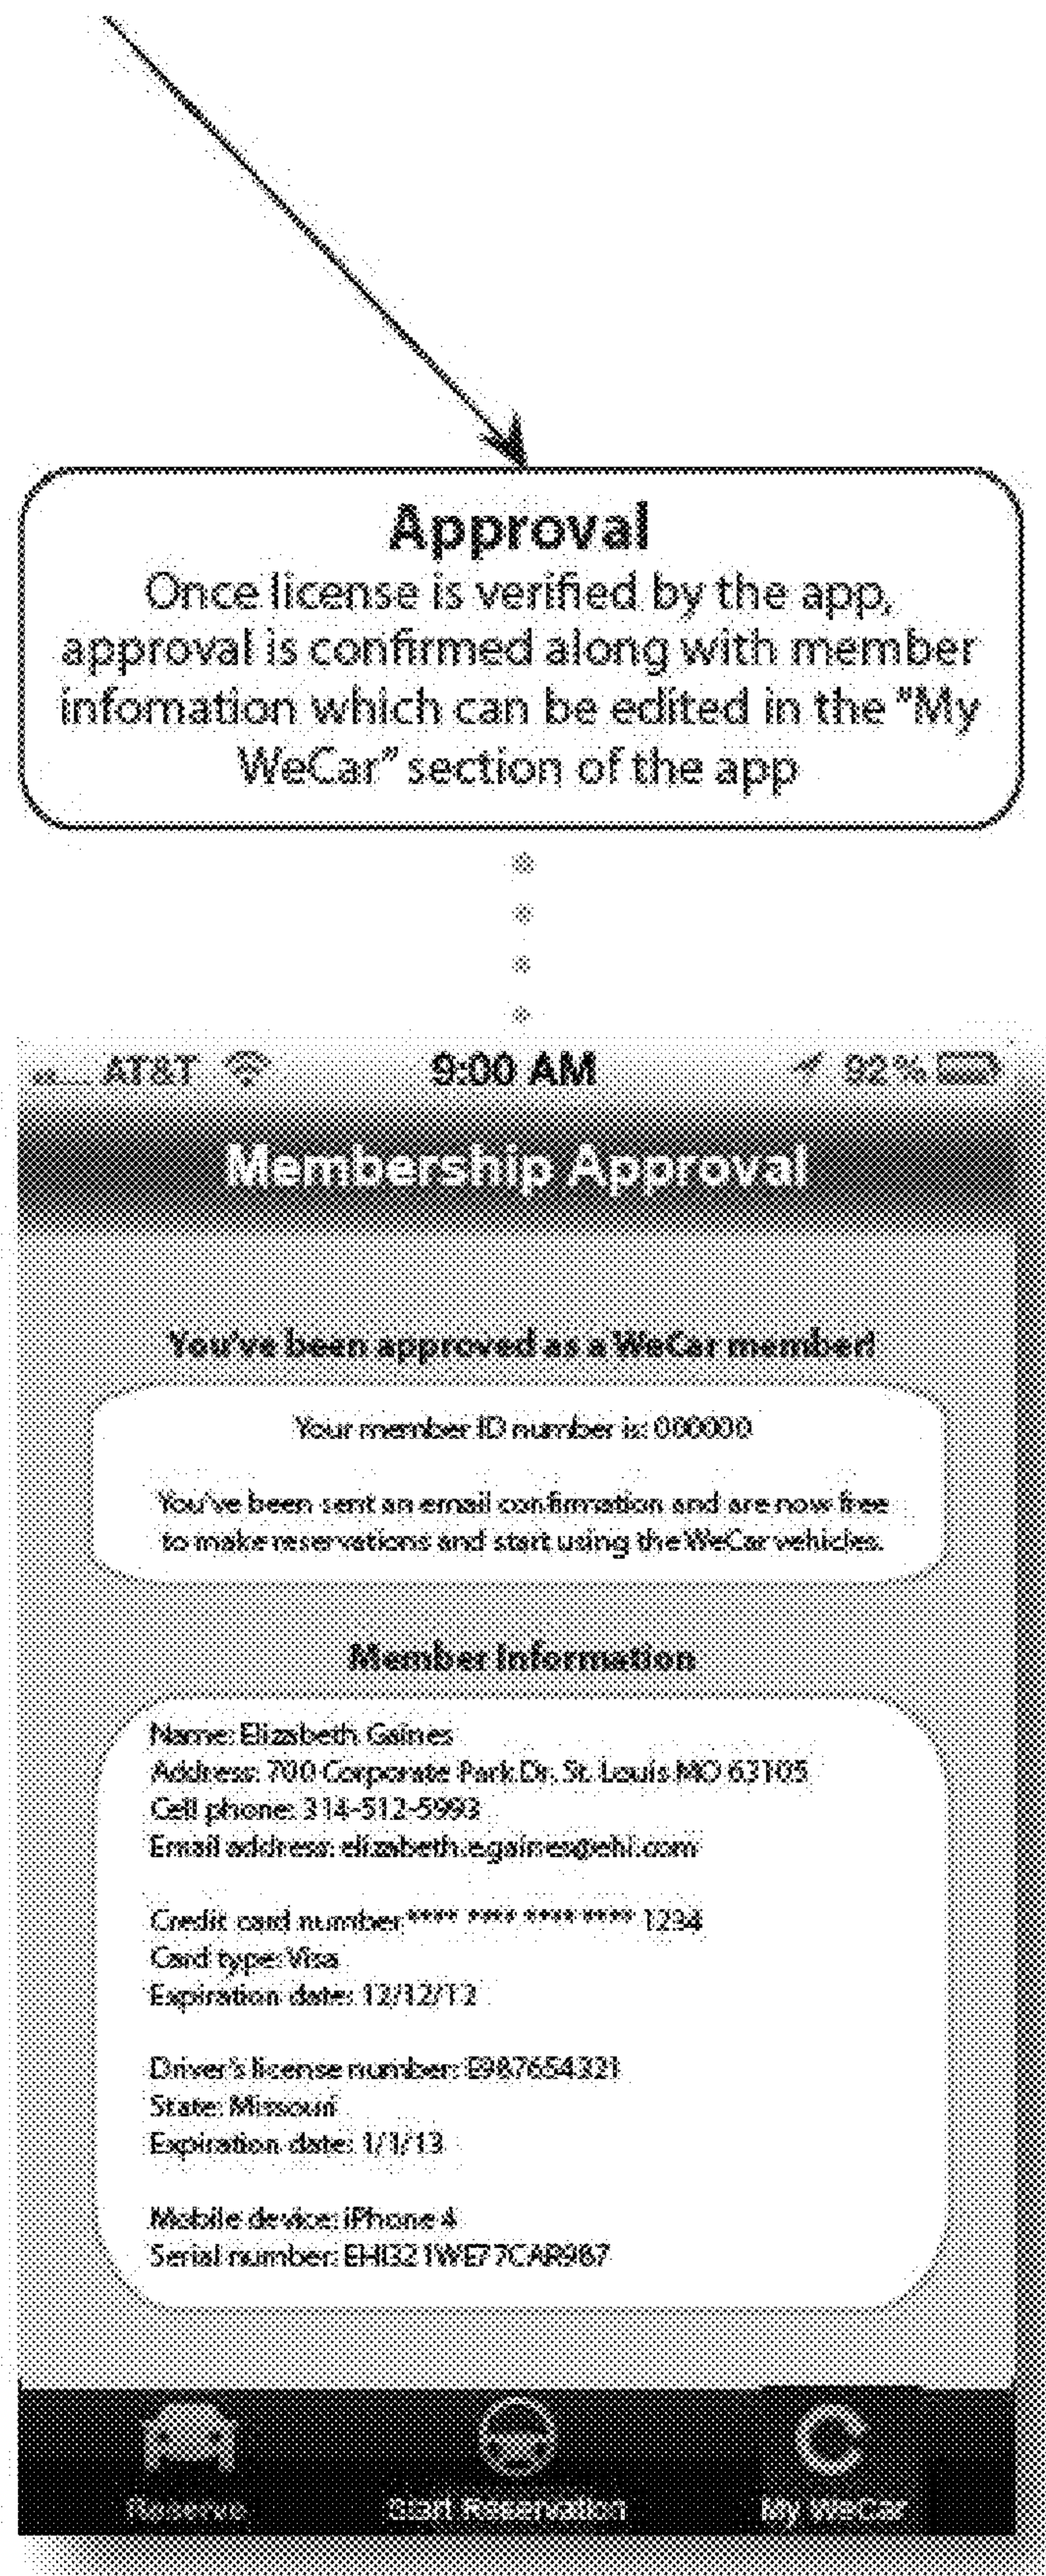 Approval
Once license is verified by the app,
approval is confirmed along with member
infomation which can be edited in the "My
WeCar" section of the app
AT&T 9:00 AM 92%
Membership Approval
You've been approved as a WeCar member!
Your member ID number is: 000000
You've been sent an email confirmation and are now free
to make reservations and start using the WeCar vehicles.
Member Information
Name: Elizabeth Gaines
Address: 700 Corporate Park Dr. St. Louis MO 63105
Cell phone: 314-512-5993
Email address: elizabeth.e.gaines@ehi.com
Credit card number:**** **** **** **** 1234
Card type: Visa
Expiration date: 12/12/12
Driver's license number: E987654321
State: Missouri
Expiration date: 1/1/13
Mobile device: iPhone 4
Serial number: EHI321WE77CAR987
Reserve Start Reservation My WeCar